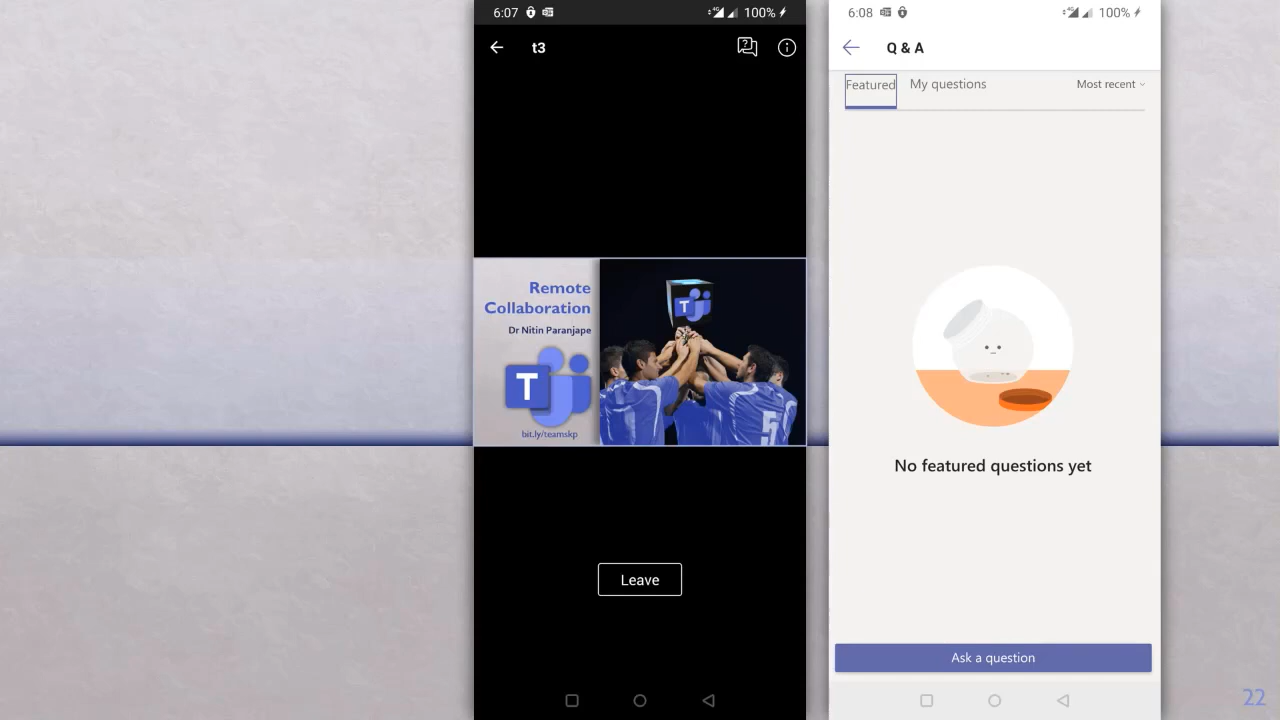 6:07
100%
t3
Remote
Collaboration
Dr Nitin Paranjape
T
bit.ly/teamskp
T
5
Leave
6:08
100%
Q & A
Featured
My questions
Most recent
No featured questions yet
Ask a question
22